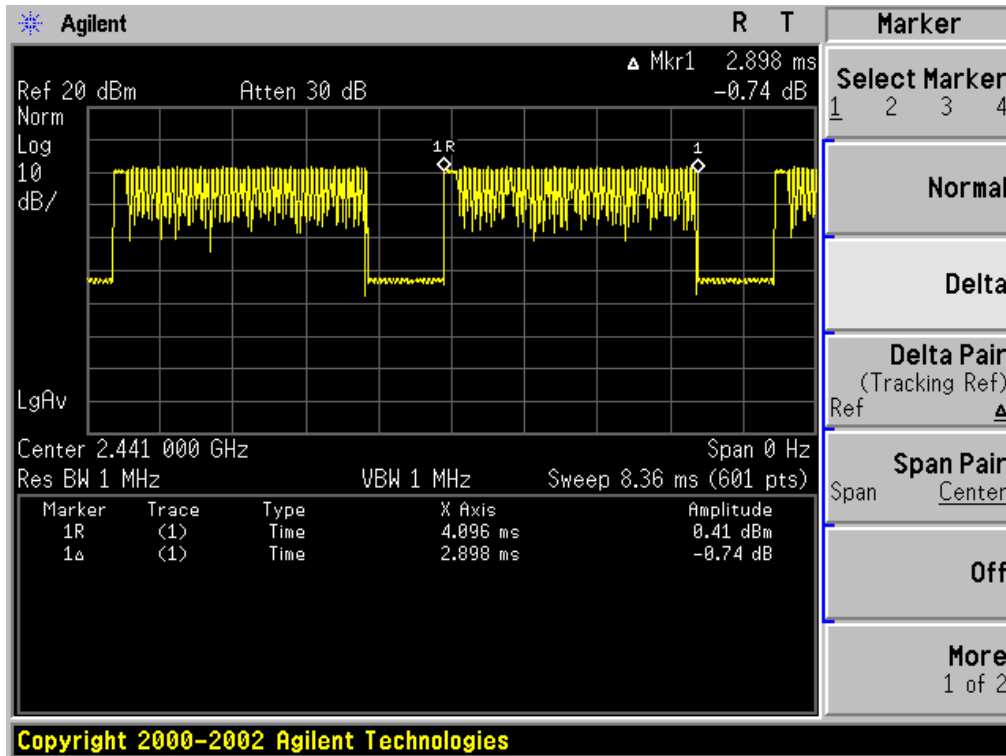 Agilent R T
Δ Mkr1 2.898 ms
Ref 20 dBm Atten 30 dB -0.74 dB
Norm
Log
10
dB/
1R
1
LgAv
Center 2.441 000 GHz Span 0 Hz
Res BW 1 MHz VBW 1 MHz Sweep 8.36 ms (601 pts)
Marker Trace Type X Axis Amplitude
1R (1) Time 4.096 ms 0.41 dBm
1Δ (1) Time 2.898 ms -0.74 dB
Copyright 2000-2002 Agilent Technologies
Marker
Select Marker
1 2 3 4
Normal
Delta
Delta Pair
(Tracking Ref)
Ref Δ
Span Pair
Span Center
Off
More
1 of 2